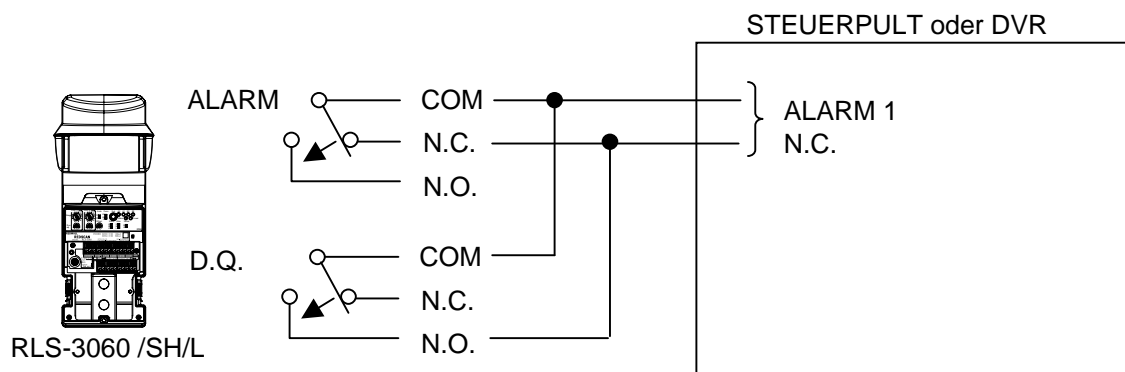 STEUERPULT oder DVR
ALARM
COM
N.C.
N.O.
ALARM 1
N.C.
D.Q.
COM
N.C.
N.O.
RLS-3060 /SH/L